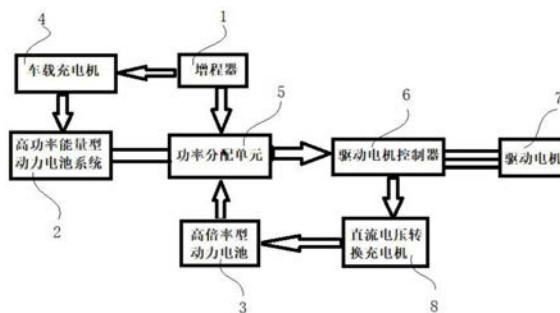 4
1
车载充电机
增程器
5
6
7
高功率能量型
动力电池系统
功率分配单元
驱动电机控制器
驱动电机
2
高倍率型
动力电池
直流电压转
换充电机
3
8